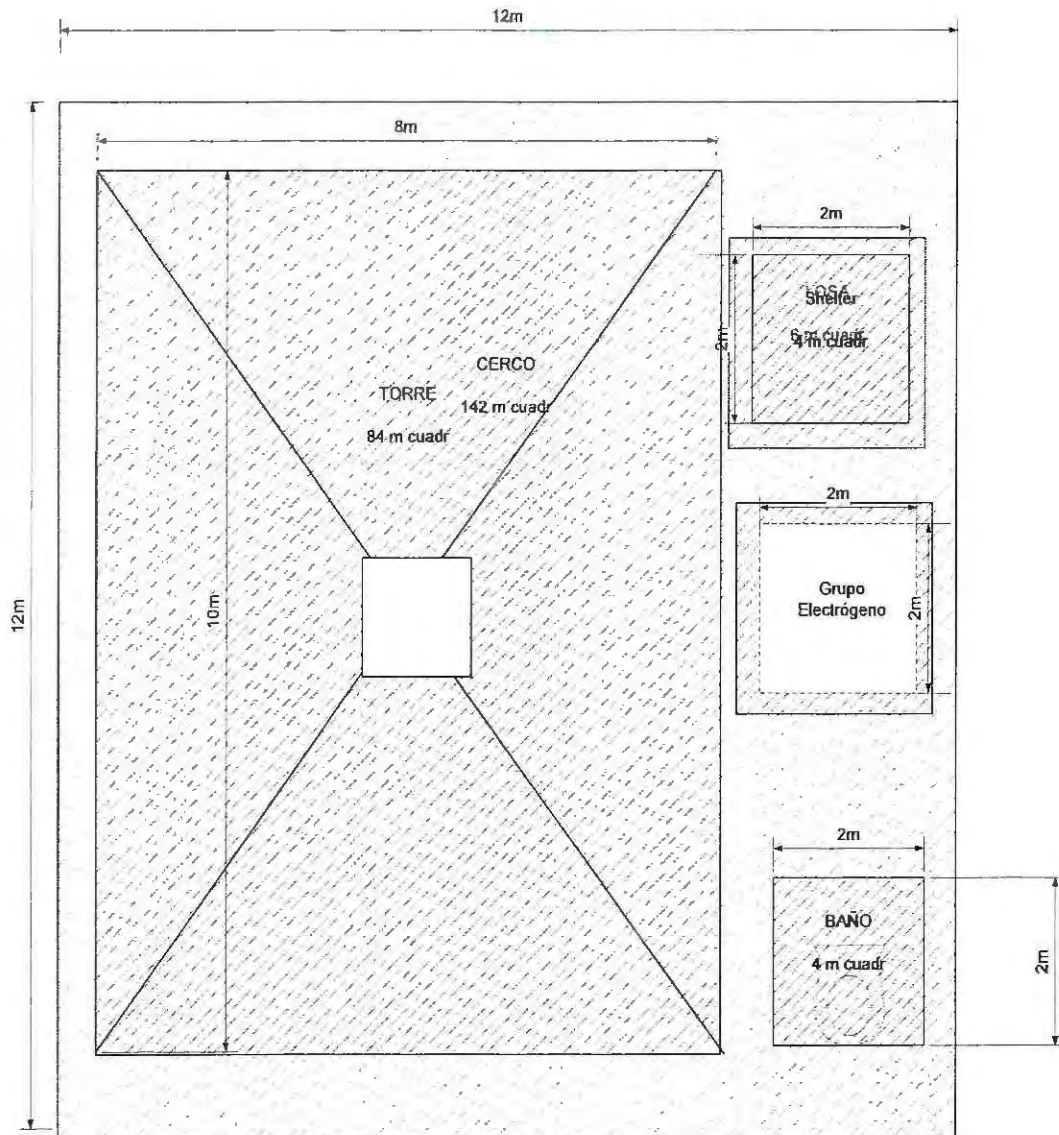 12m
8m
2m
LOSA
Shelter
2m
6 m cuadr
4 m cuadr
CERCO
TORRE
142 m cuadr
84 m cuadr
2m
12m
10m
Grupo
Electrógeno
2m
2m
BAÑO
4 m cuadr
2m